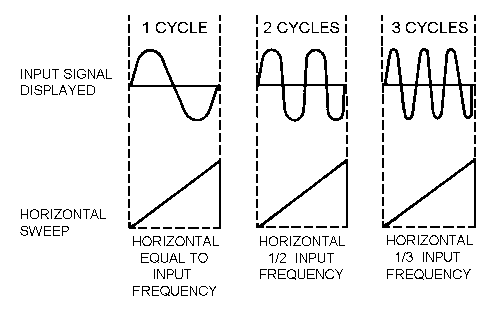 1 CYCLE
2 CYCLES
3 CYCLES
INPUT SIGNAL
DISPLAYED
HORIZONTAL
SWEEP
HORIZONTAL
EQUAL TO
INPUT
FREQUENCY
HORIZONTAL
1/2 INPUT
FREQUENCY
HORIZONTAL
1/3 INPUT
FREQUENCY